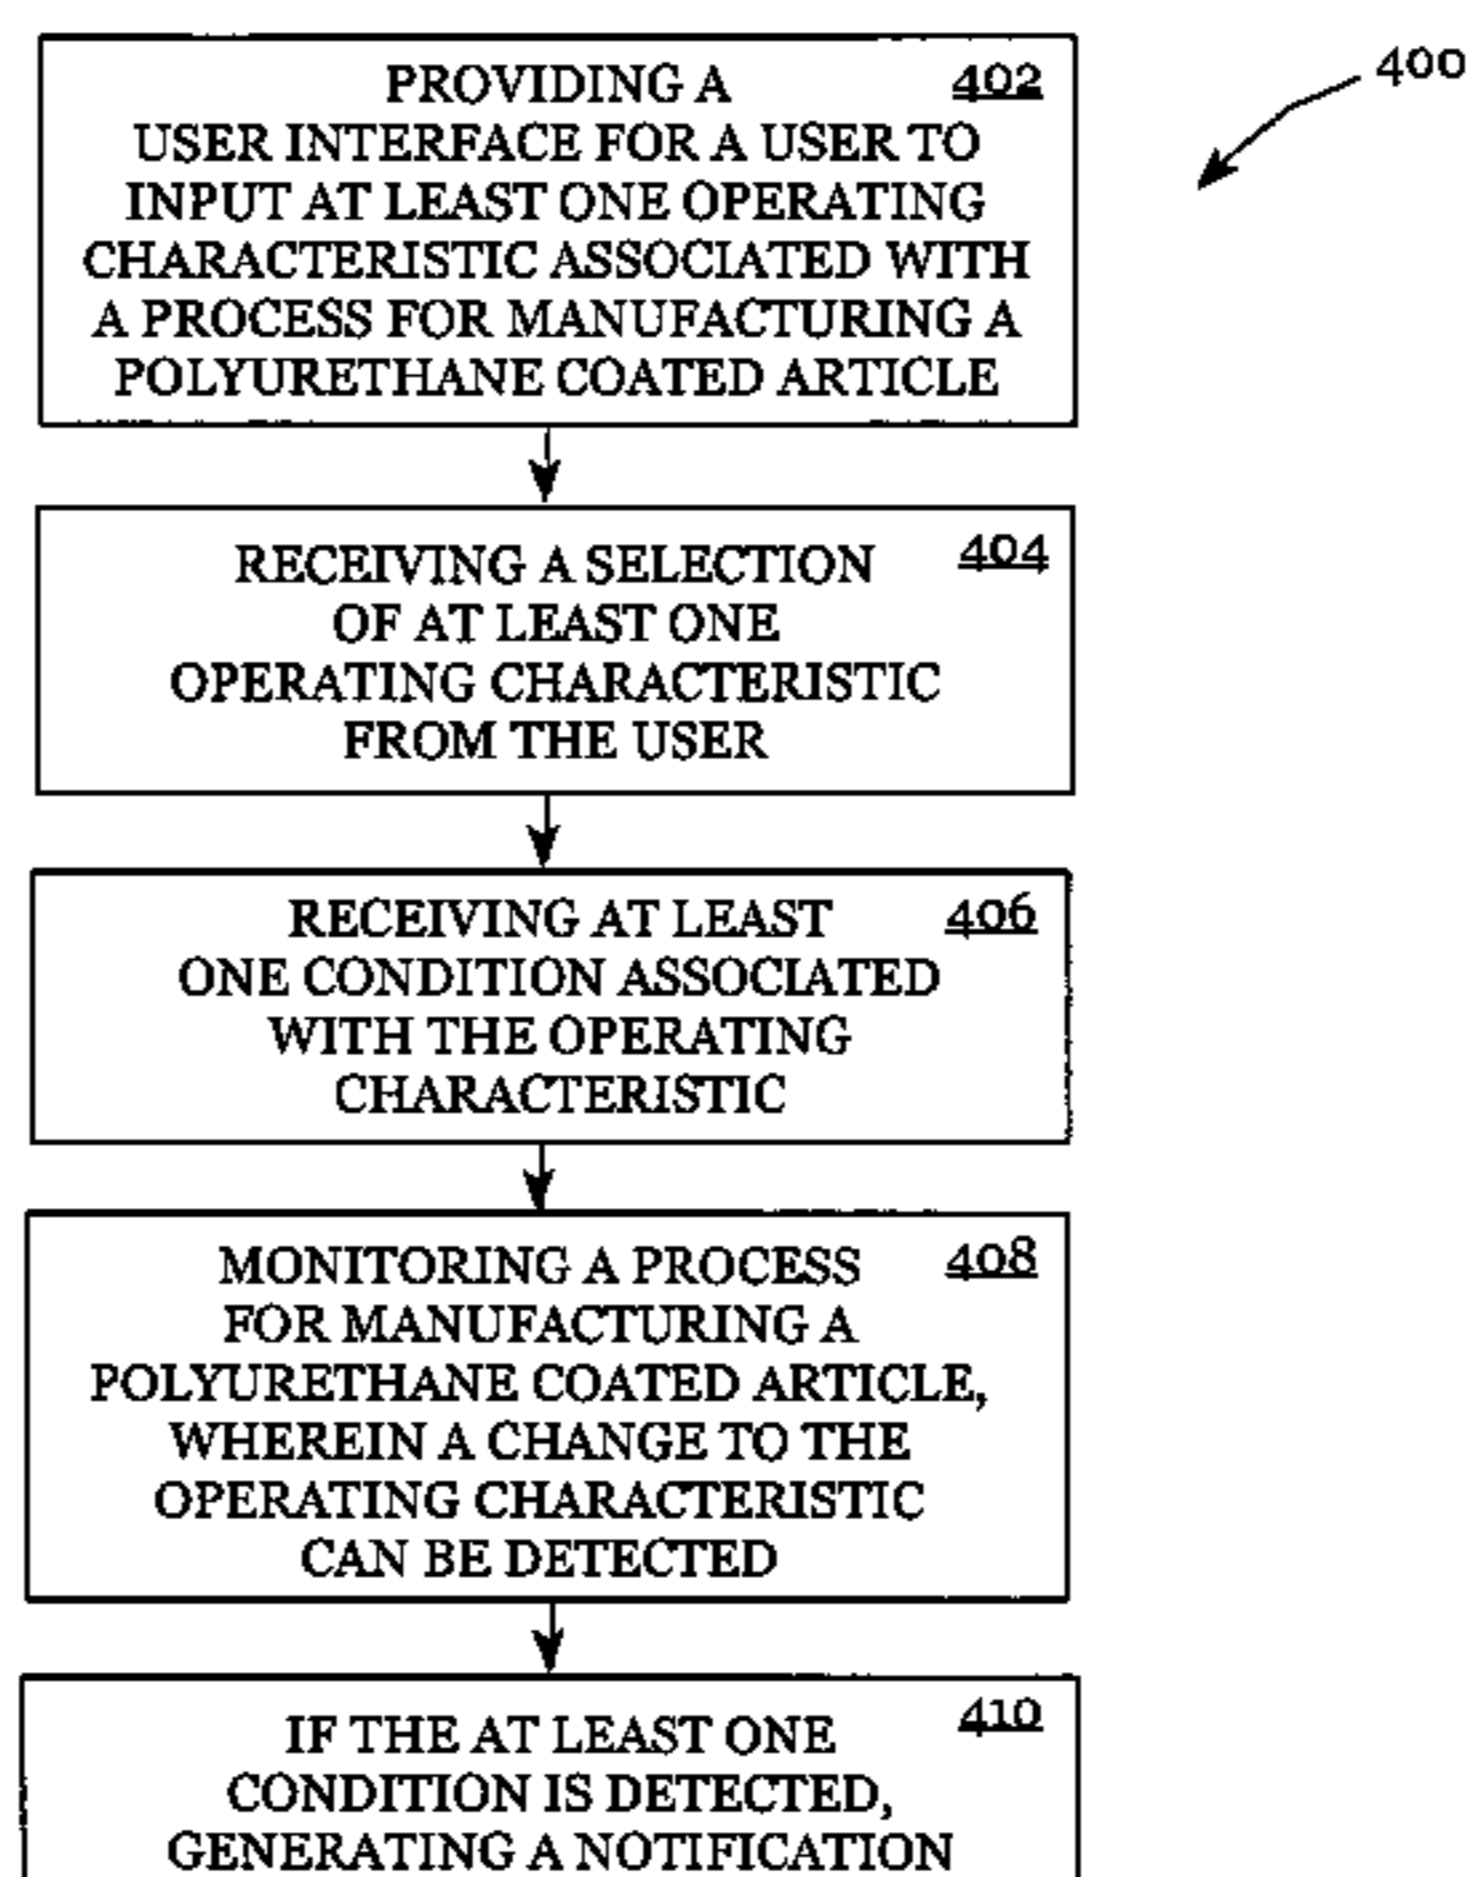 PROVIDING A 402
400
USER INTERFACE FOR A USER TO
INPUT AT LEAST ONE OPERATING
CHARACTERISTIC ASSOCIATED WITH
A PROCESS FOR MANUFACTURING A
POLYURETHANE COATED ARTICLE
RECEIVING A SELECTION 404
OF AT LEAST ONE
OPERATING CHARACTERISTIC
FROM THE USER
RECEIVING AT LEAST 406
ONE CONDITION ASSOCIATED
WITH THE OPERATING
CHARACTERISTIC
MONITORING A PROCESS 408
FOR MANUFACTURING A
POLYURETHANE COATED ARTICLE,
WHEREIN A CHANGE TO THE
OPERATING CHARACTERISTIC
CAN BE DETECTED
IF THE AT LEAST ONE 410
CONDITION IS DETECTED,
GENERATING A NOTIFICATION